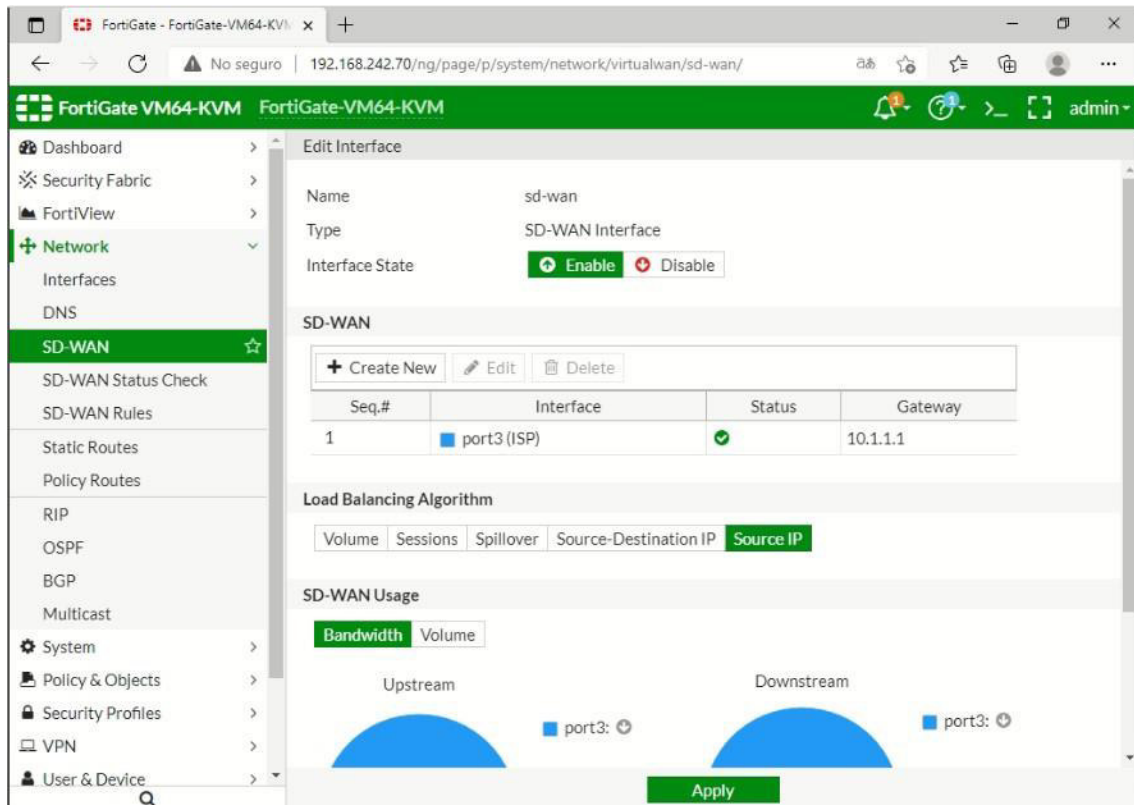 FortiGate - FortiGate-VM64-KVM
No seguro | 192.168.242.70/ng/page/p/system/network/virtualwan/sd-wan/
FortiGate VM64-KVM FortiGate-VM64-KVM 1 1 >_ admin
Dashboard
Security Fabric
FortiView
Network
Interfaces
DNS
SD-WAN
SD-WAN Status Check
SD-WAN Rules
Static Routes
Policy Routes
RIP
OSPF
BGP
Multicast
System
Policy & Objects
Security Profiles
VPN
User & Device
Edit Interface
Name sd-wan
Type SD-WAN Interface
Interface State Enable Disable
SD-WAN
+ Create New Edit Delete
Seq.# Interface Status Gateway
1 port3 (ISP) 10.1.1.1
Load Balancing Algorithm
Volume Sessions Spillover Source-Destination IP Source IP
SD-WAN Usage
Bandwidth Volume
Upstream Downstream
port3: port3:
Apply